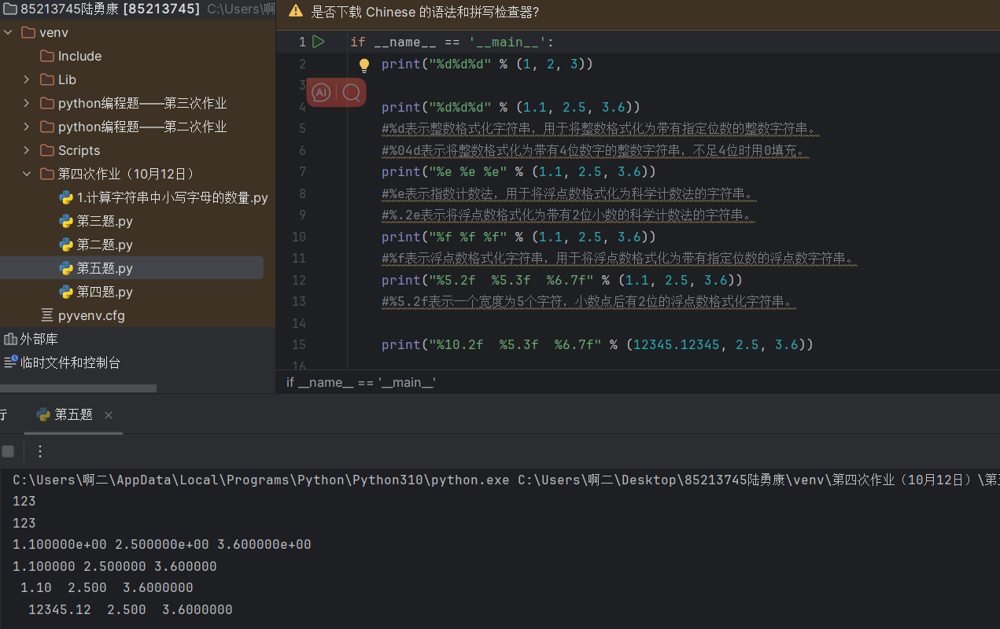 85213745陆勇康 [85213745] C:\Users\啊
venv
Include
Lib
python编程题——第三次作业
python编程题——第二次作业
Scripts
第四次作业（10月12日）
1.计算字符串中小写字母的数量.py
第三题.py
第二题.py
第五题.py
第四题.py
pyvenv.cfg
外部库
临时文件和控制台
是否下载 Chinese 的语法和拼写检查器?
1 if __name__ == '__main__':
2 print("%d%d%d" % (1, 2, 3))
3
AI
4 print("%d%d%d" % (1.1, 2.5, 3.6))
5 #%d表示整数格式化字符串，用于将整数格式化为带有指定位数的整数字符串。
6 #%04d表示将整数格式化为带有4位数字的整数字符串，不足4位时用0填充。
7 print("%e %e %e" % (1.1, 2.5, 3.6))
8 #%e表示指数计数法，用于将浮点数格式化为科学计数法的字符串。
9 #%.2e表示将浮点数格式化为带有2位小数的科学计数法的字符串。
10 print("%f %f %f" % (1.1, 2.5, 3.6))
11 #%f表示浮点数格式化字符串，用于将浮点数格式化为带有指定位数的浮点数字符串。
12 print("%5.2f  %5.3f  %6.7f" % (1.1, 2.5, 3.6))
13 #%5.2f表示一个宽度为5个字符，小数点后有2位的浮点数格式化字符串。
14
15 print("%10.2f  %5.3f  %6.7f" % (12345.12345, 2.5, 3.6))
16
if __name__ == '__main__'
行 第五题
C:\Users\啊二\AppData\Local\Programs\Python\Python310\python.exe C:\Users\啊二\Desktop\85213745陆勇康\venv\第四次作业（10月12日）\第五
123
123
1.100000e+00 2.500000e+00 3.600000e+00
1.100000 2.500000 3.600000
 1.10  2.500  3.6000000
  12345.12  2.500  3.6000000